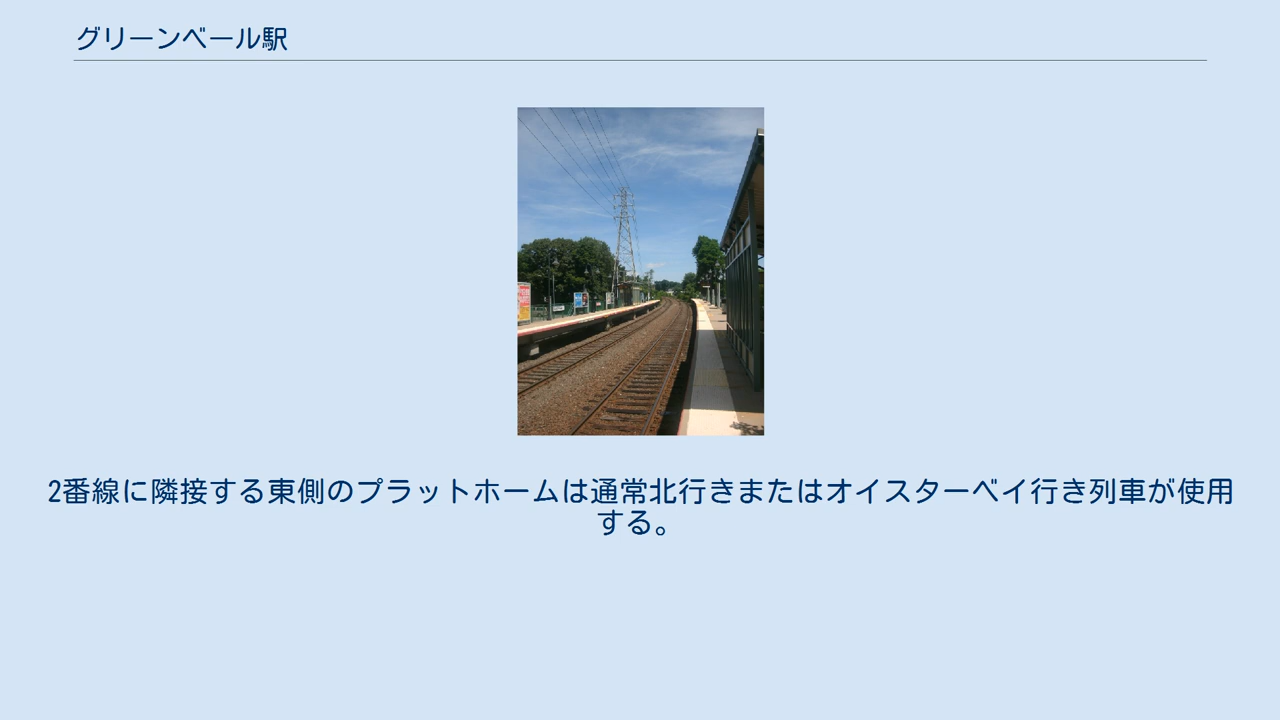 グリーンベール駅
2番線に隣接する東側のプラットホームは通常北行きまたはオイスターベイ行き列車が使用
する。